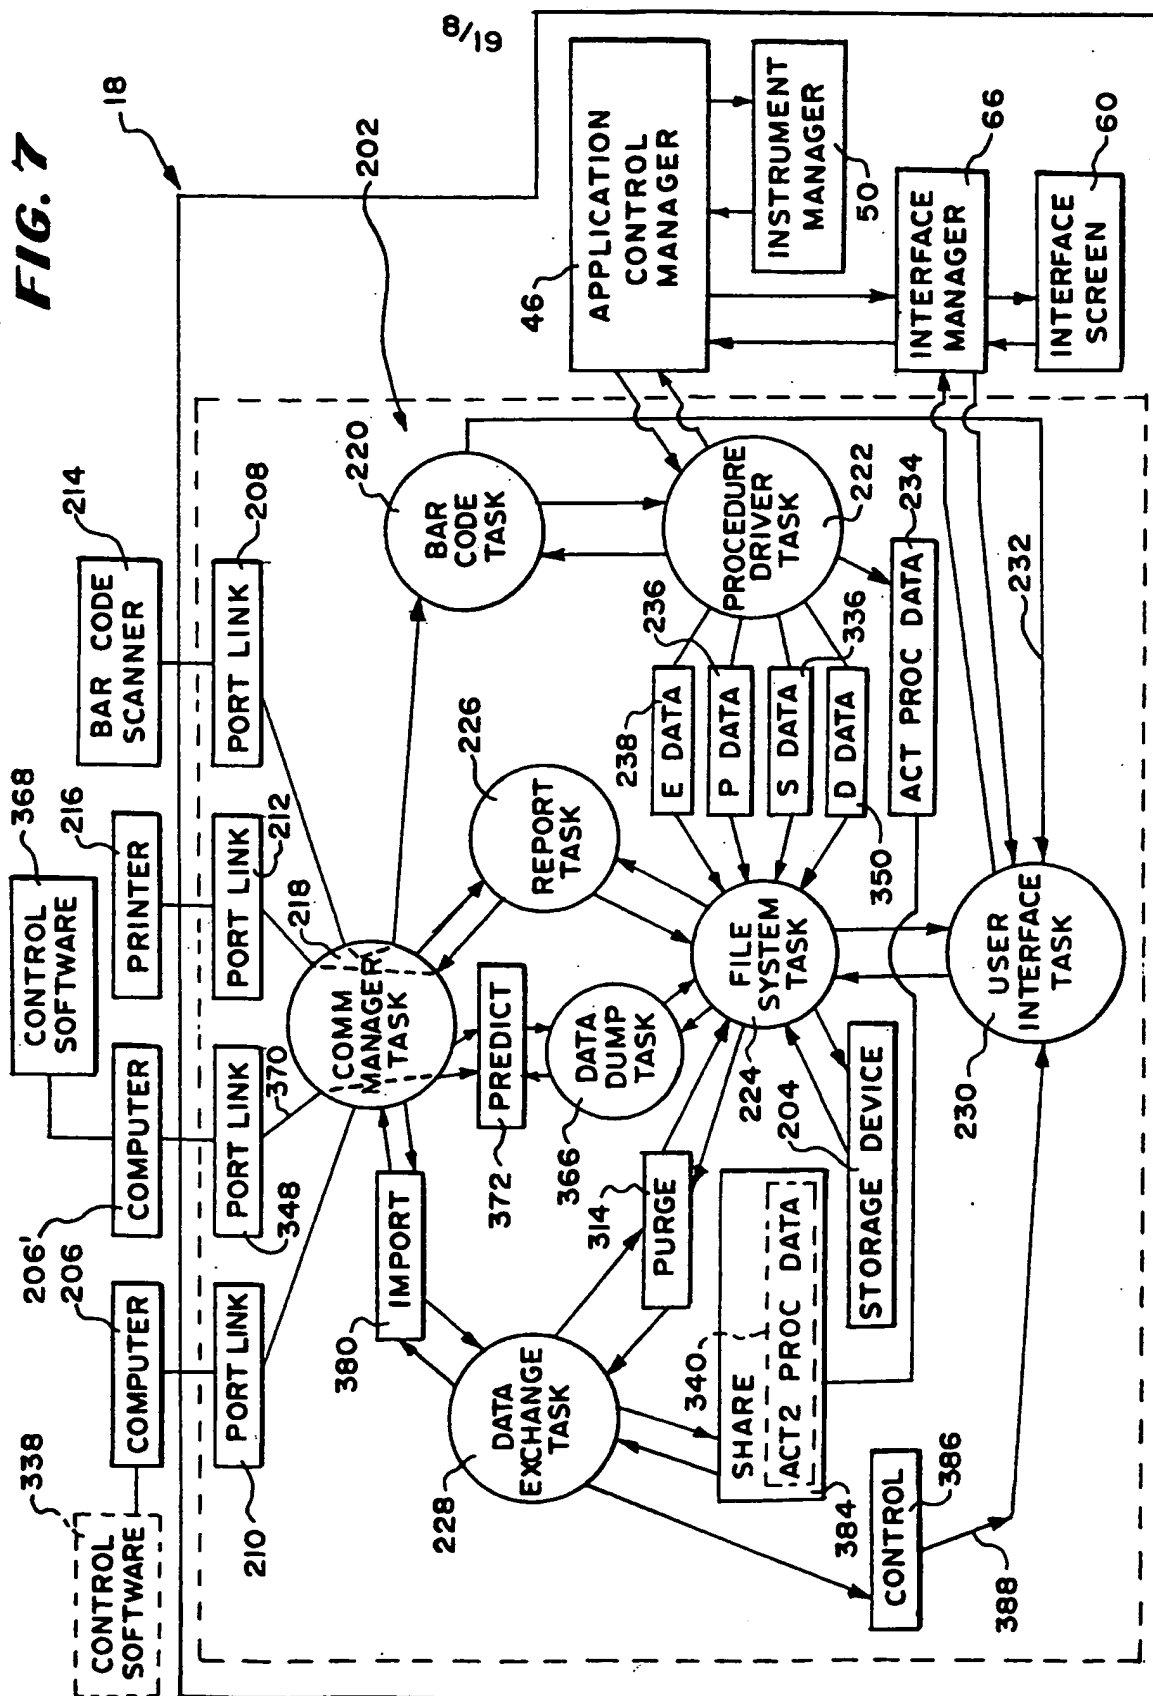 8/19
FIG. 7
18
202
368
CONTROL
SOFTWARE
338
CONTROL
SOFTWARE
206
COMPUTER
206'
COMPUTER
216
PRINTER
214
BAR CODE
SCANNER
210
PORT LINK
348
PORT LINK
370
212
PORT LINK
208
PORT LINK
218
COMM
MANAGER
TASK
220
BAR
CODE
TASK
46
APPLICATION
CONTROL
MANAGER
INSTRUMENT
MANAGER
50
380
IMPORT
372
PREDICT
226
REPORT
TASK
222
PROCEDURE
DRIVER
TASK
228
DATA
EXCHANGE
TASK
314
PURGE
366
DATA
DUMP
TASK
224
FILE
SYSTEM
TASK
238
E DATA
236
P DATA
336
S DATA
350
D DATA
234
ACT PROC DATA
66
INTERFACE
MANAGER
60
INTERFACE
SCREEN
384
SHARE
340
ACT2 PROC DATA
204
STORAGE DEVICE
386
CONTROL
388
230
USER
INTERFACE
TASK
232